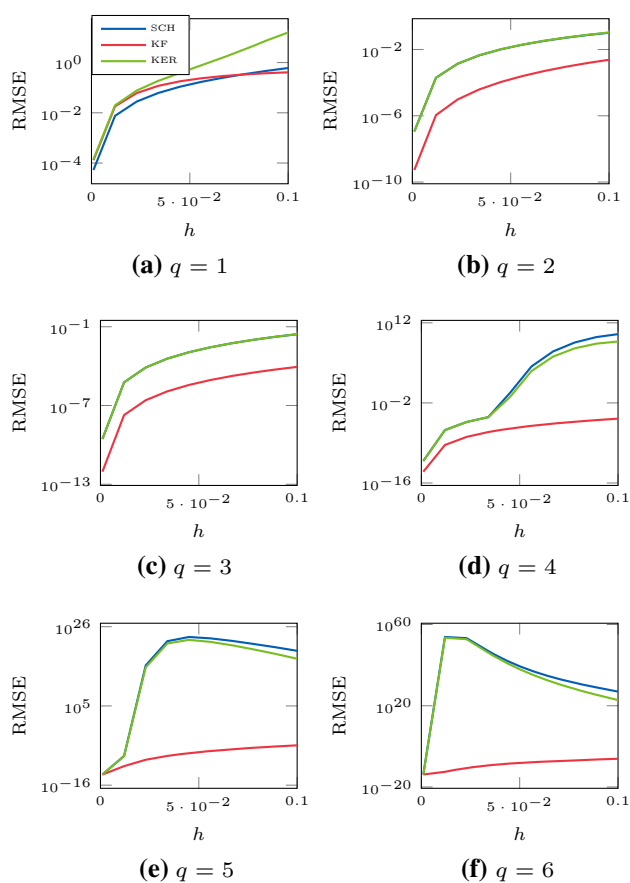 SCH
KF
KER
RMSE
10^0
10^{-2}
10^{-4}
0
5 · 10^{-2}
0.1
h
(a) q = 1
RMSE
10^{-2}
10^{-6}
10^{-10}
0
5 · 10^{-2}
0.1
h
(b) q = 2
RMSE
10^{-1}
10^{-7}
10^{-13}
0
5 · 10^{-2}
0.1
h
(c) q = 3
RMSE
10^{12}
10^{-2}
10^{-16}
0
5 · 10^{-2}
0.1
h
(d) q = 4
RMSE
10^{26}
10^5
10^{-16}
0
5 · 10^{-2}
0.1
h
(e) q = 5
RMSE
10^{60}
10^{20}
10^{-20}
0
5 · 10^{-2}
0.1
h
(f) q = 6